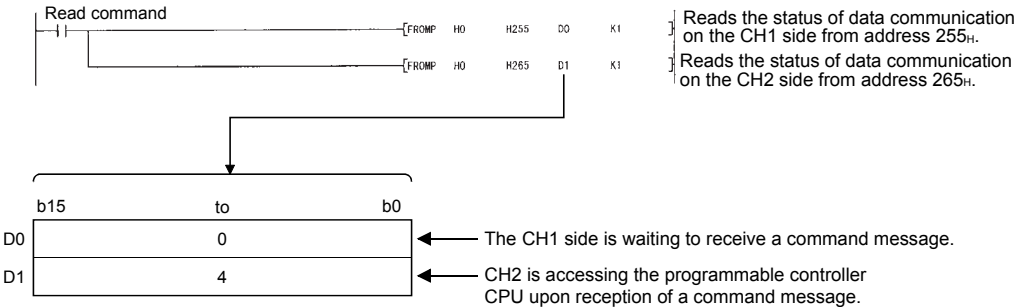 Read command
FROMP H0 H255 D0 K1
Reads the status of data communication
on the CH1 side from address 255H.
FROMP H0 H265 D1 K1
Reads the status of data communication
on the CH2 side from address 265H.
b15 to b0
D0 0 The CH1 side is waiting to receive a command message.
D1 4 CH2 is accessing the programmable controller
CPU upon reception of a command message.